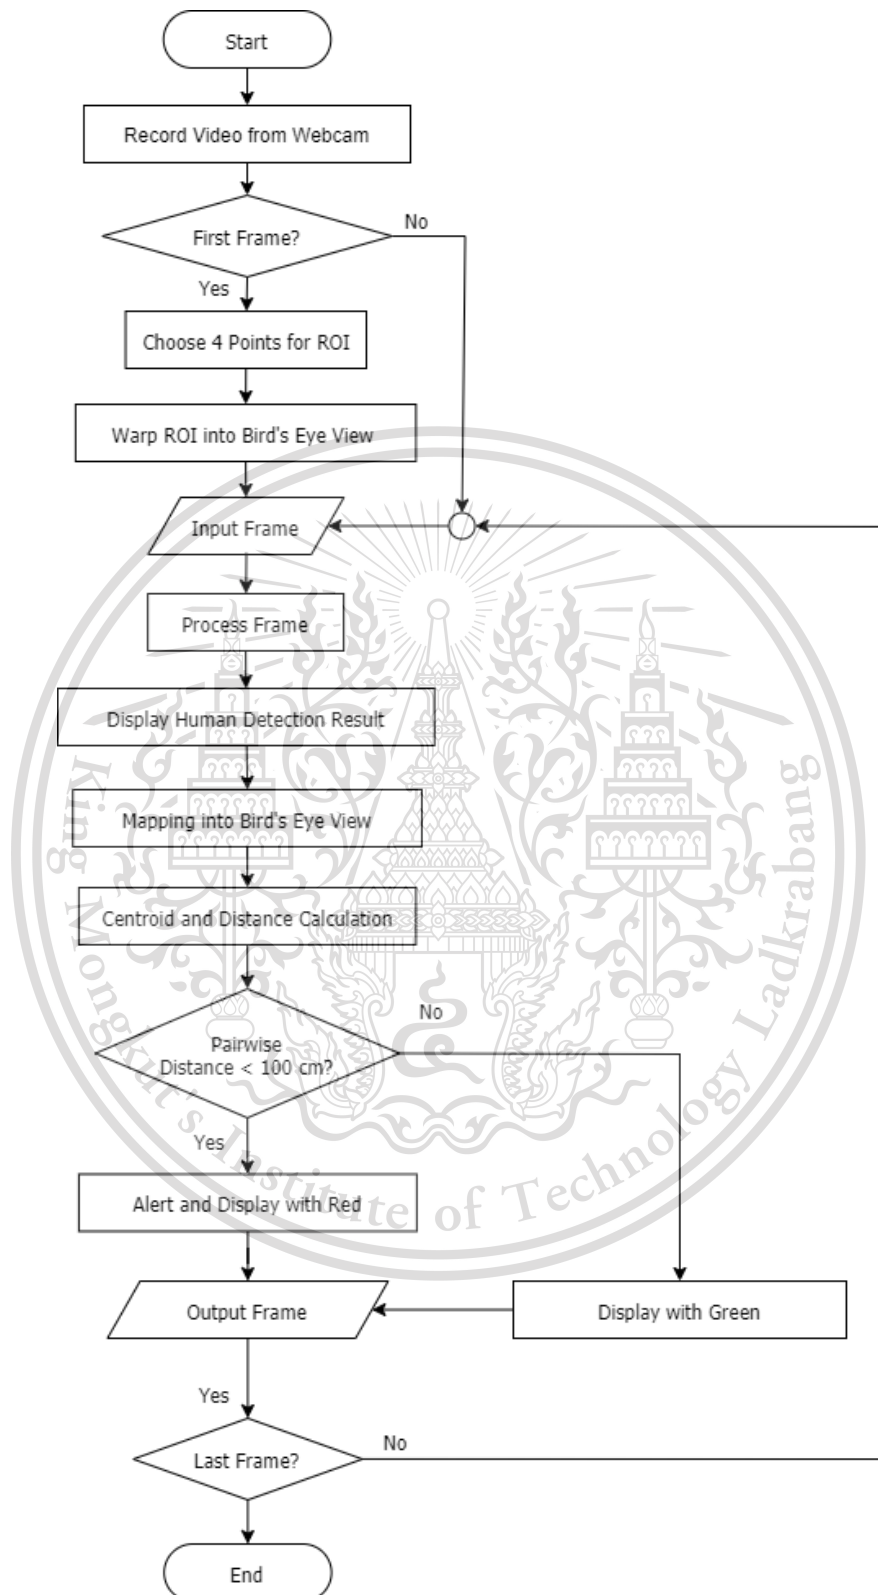 Start
Record Video from Webcam
First Frame?
No
Yes
Choose 4 Points for ROI
Warp ROI into Bird's Eye View
Input Frame
Process Frame
Display Human Detection Result
Mapping into Bird's Eye View
Centroid and Distance Calculation
Pairwise
Distance < 100 cm?
No
Yes
Alert and Display with Red
Display with Green
Output Frame
Yes
Last Frame?
No
End
King Mongkut's Institute of Technology Ladkrabang